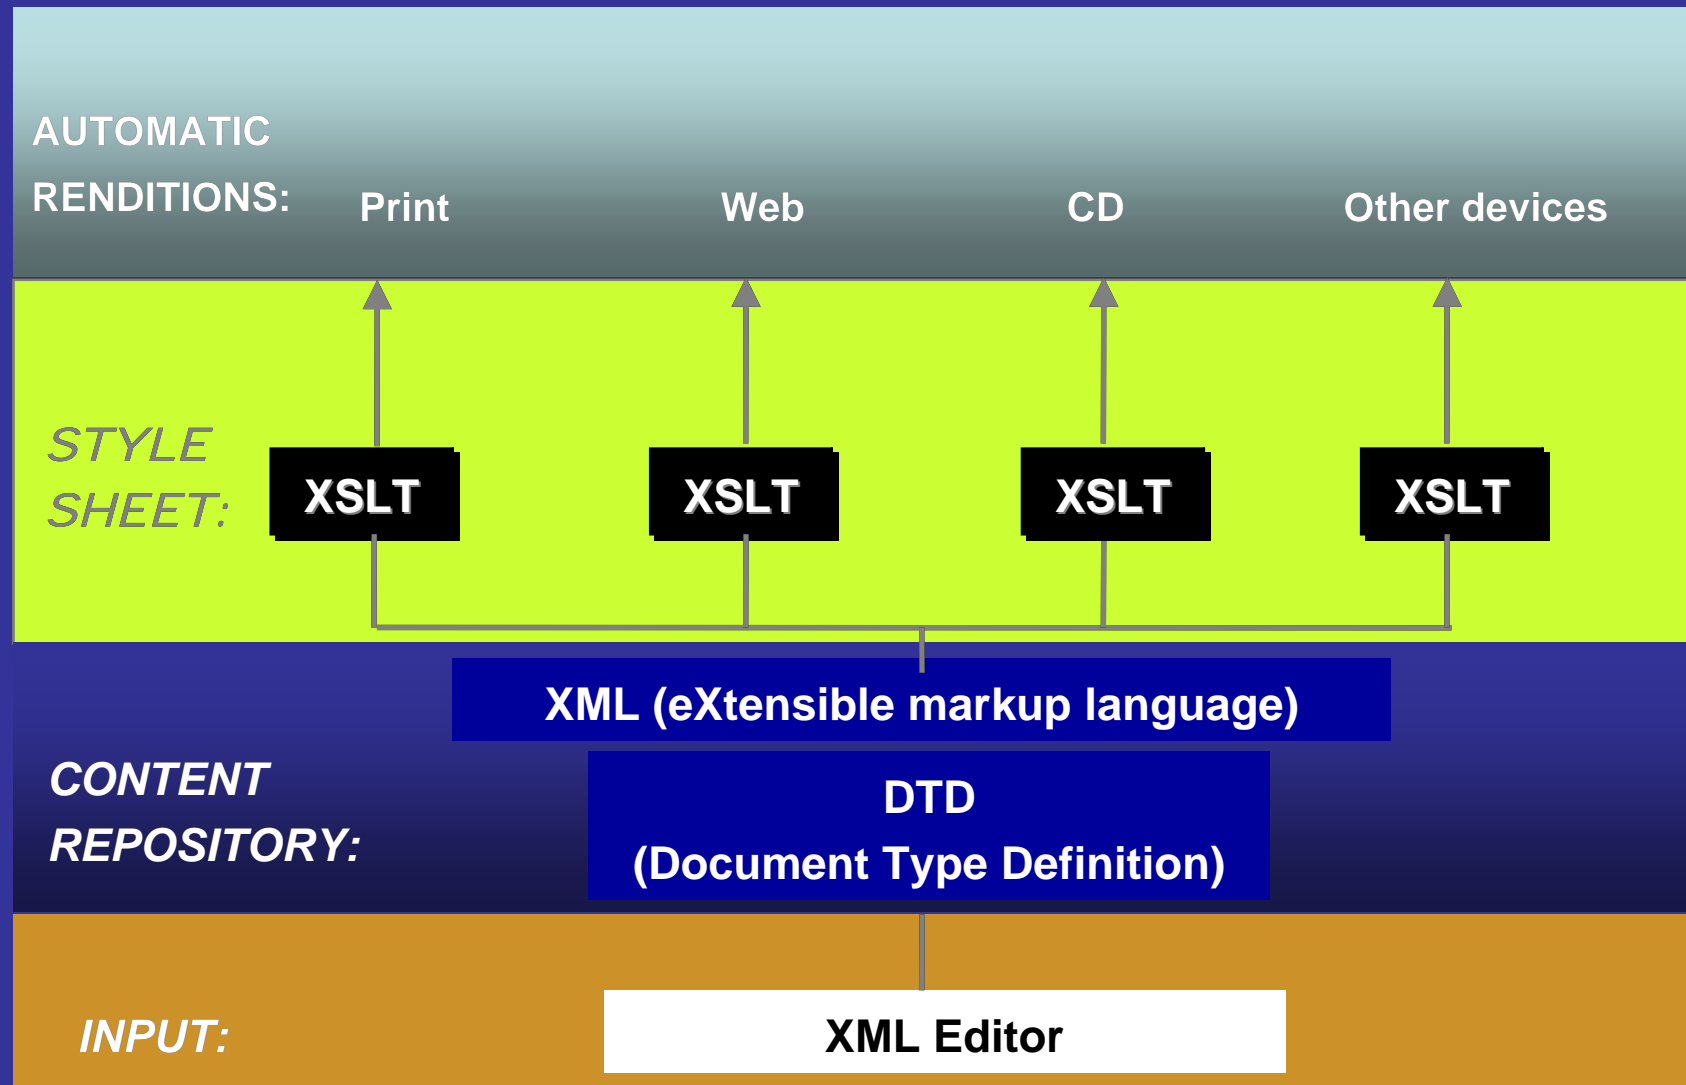 AUTOMATIC
RENDITIONS:
Print
Web
CD
Other devices
STYLE
SHEET:
XSLT
XSLT
XSLT
XSLT
XML (eXtensible markup language)
CONTENT
REPOSITORY:
DTD
(Document Type Definition)
INPUT:
XML Editor